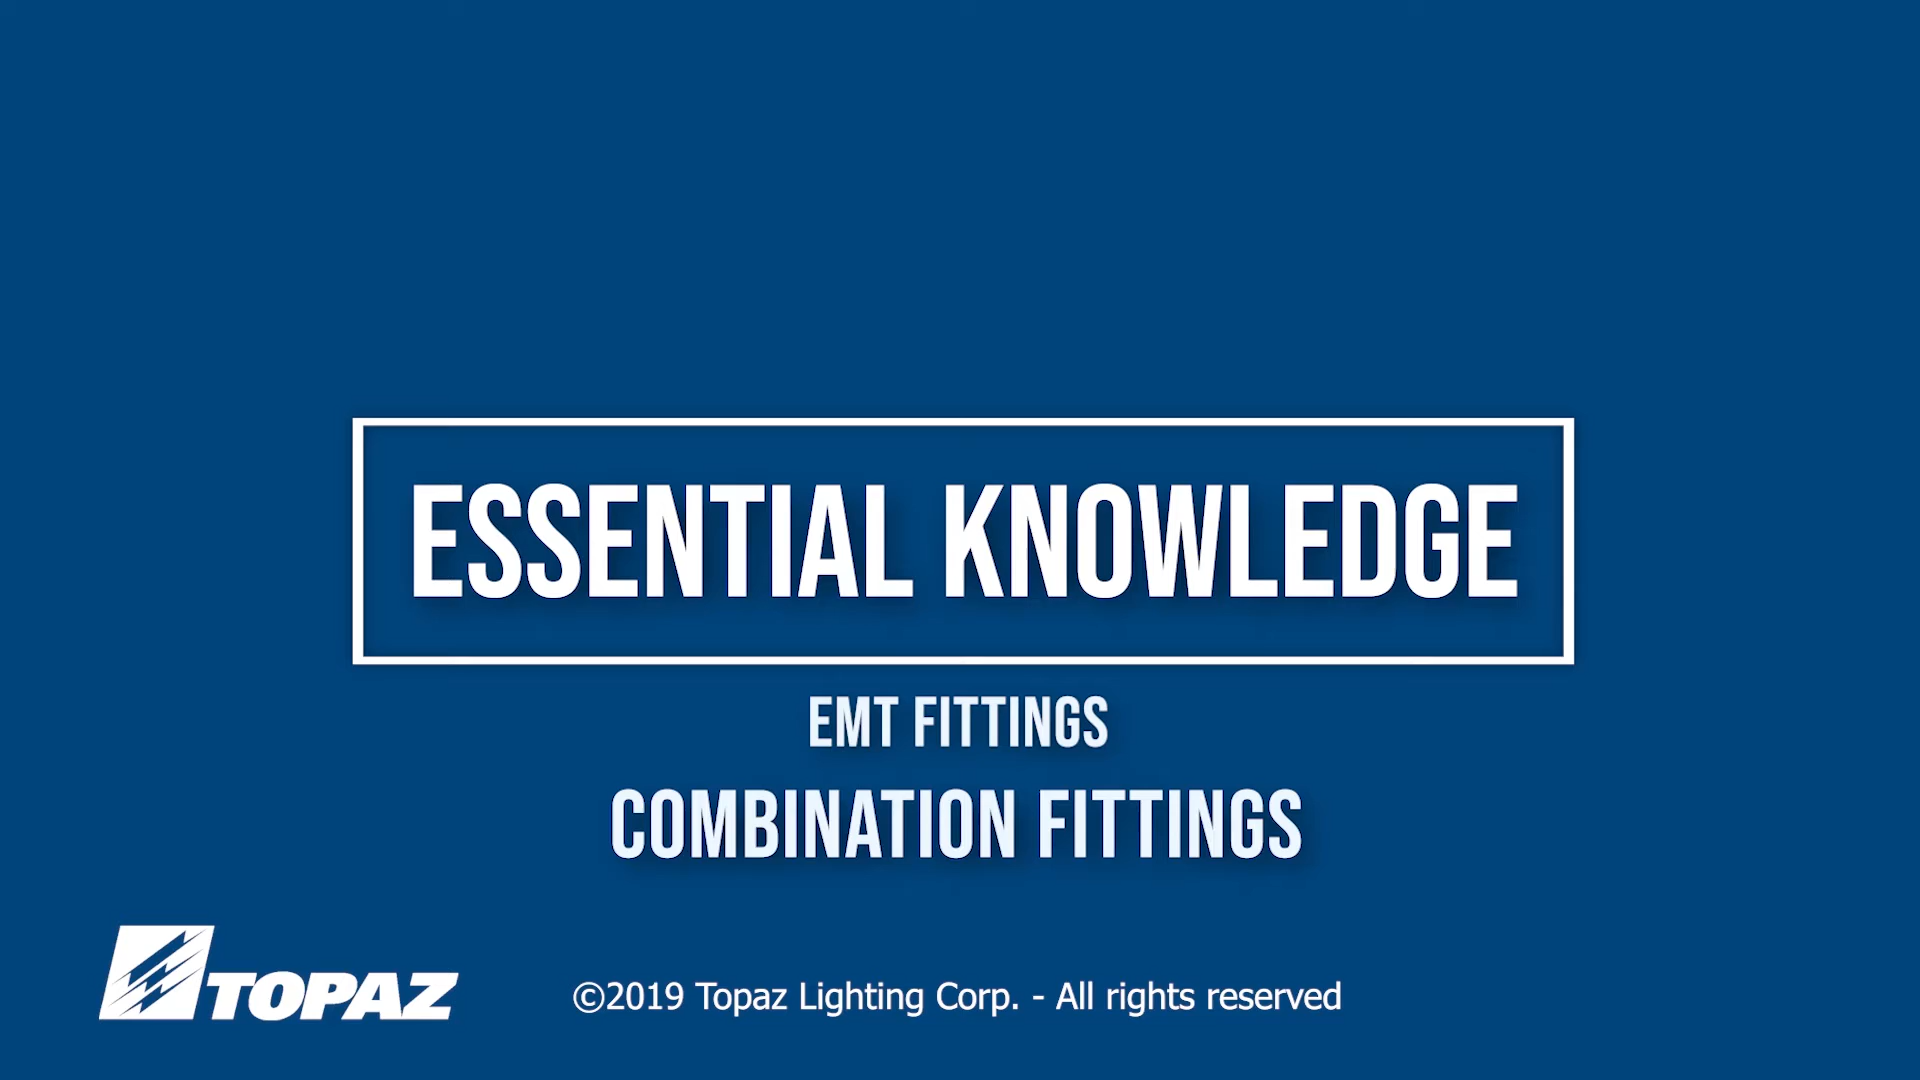 ESSENTIAL KNOWLEDGE
EMT FITTINGS
COMBINATION FITTINGS
TOPAZ
©2019 Topaz Lighting Corp. - All rights reserved